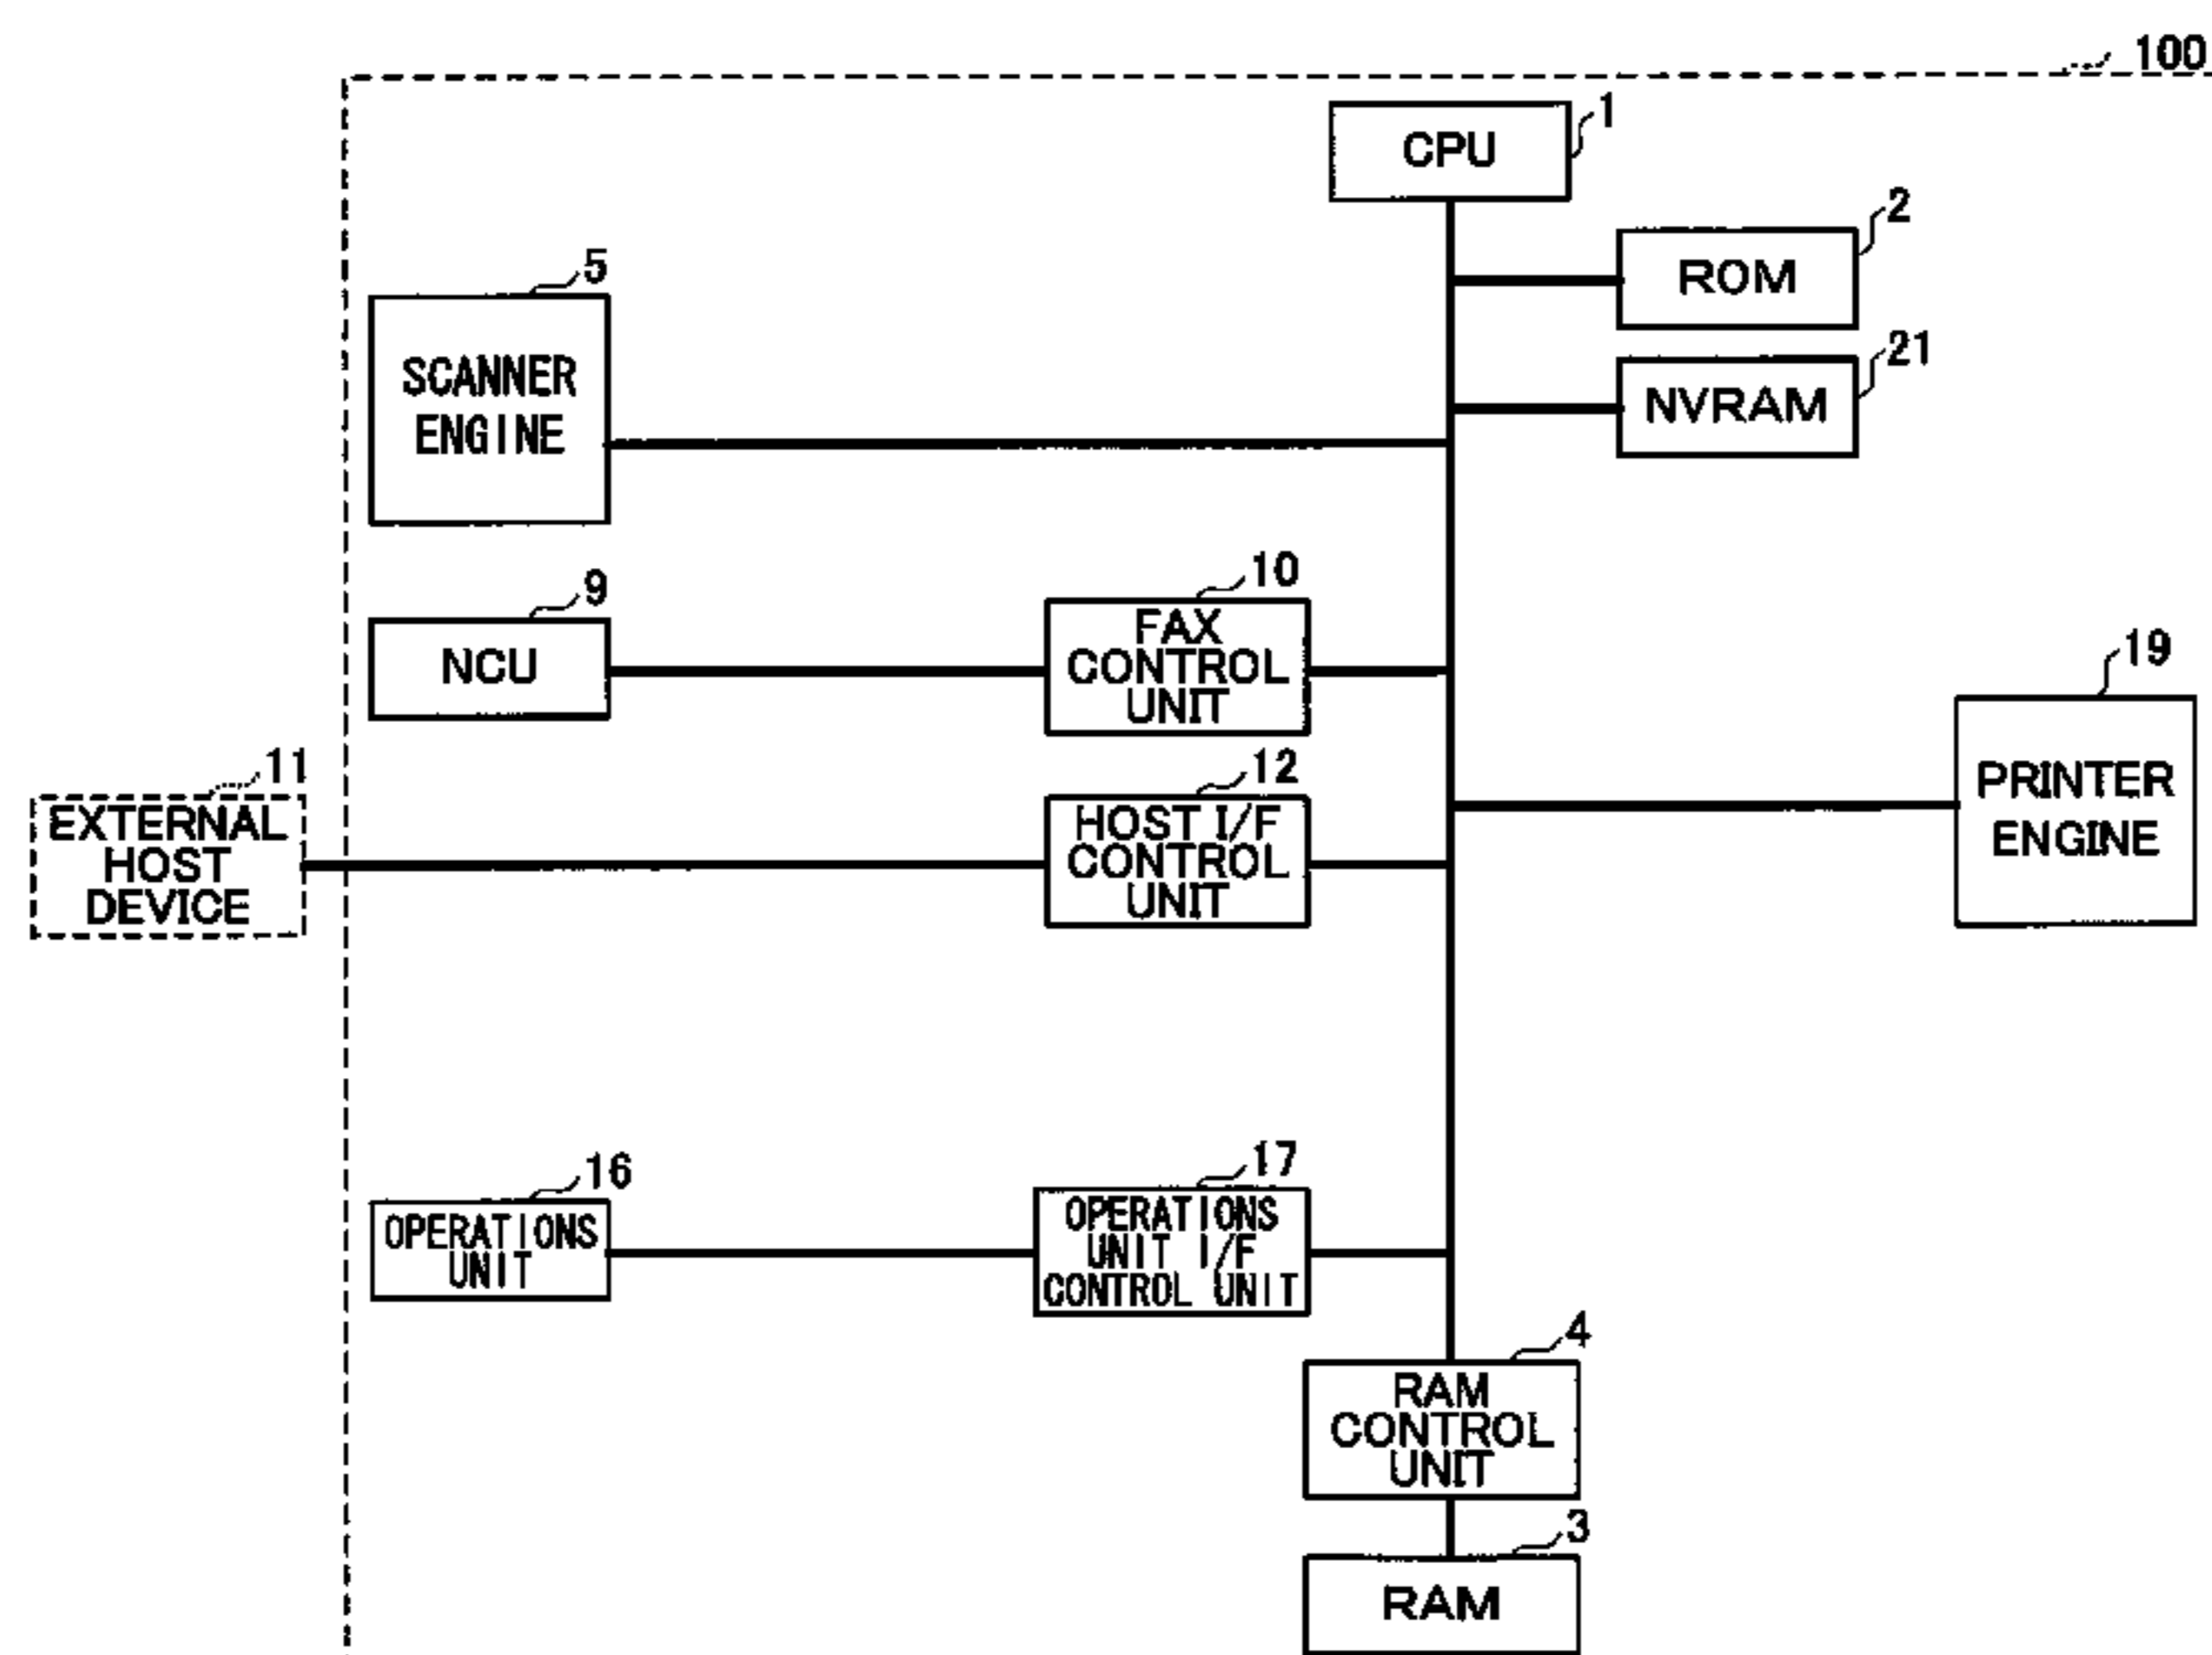 100
1
CPU
2
ROM
5
21
SCANNER
ENGINE
NVRAM
10
9
FAX
CONTROL
UNIT
NCU
19
11
12
PRINTER
ENGINE
EXTERNAL
HOST
DEVICE
HOST I/F
CONTROL
UNIT
16
17
OPERATIONS
UNIT
OPERATIONS
UNIT I/F
CONTROL UNIT
4
RAM
CONTROL
UNIT
3
RAM